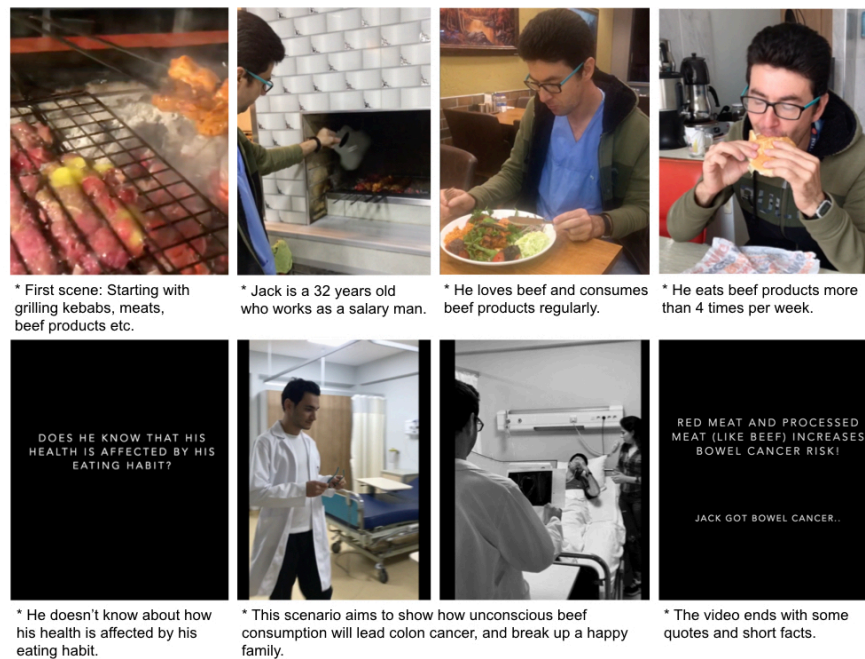 * First scene: Starting with
grilling kebabs, meats,
beef products etc.
* Jack is a 32 years old
who works as a salary man.
* He loves beef and consumes
beef products regularly.
* He eats beef products more
than 4 times per week.
DOES HE KNOW THAT HIS
HEALTH IS AFFECTED BY HIS
EATING HABIT?
RED MEAT AND PROCESSED
MEAT (LIKE BEEF) INCREASES
BOWEL CANCER RISK!
JACK GOT BOWEL CANCER..
* He doesn’t know about how
his health is affected by his
eating habit.
* This scenario aims to show how unconscious beef
consumption will lead colon cancer, and break up a happy
family.
* The video ends with some
quotes and short facts.